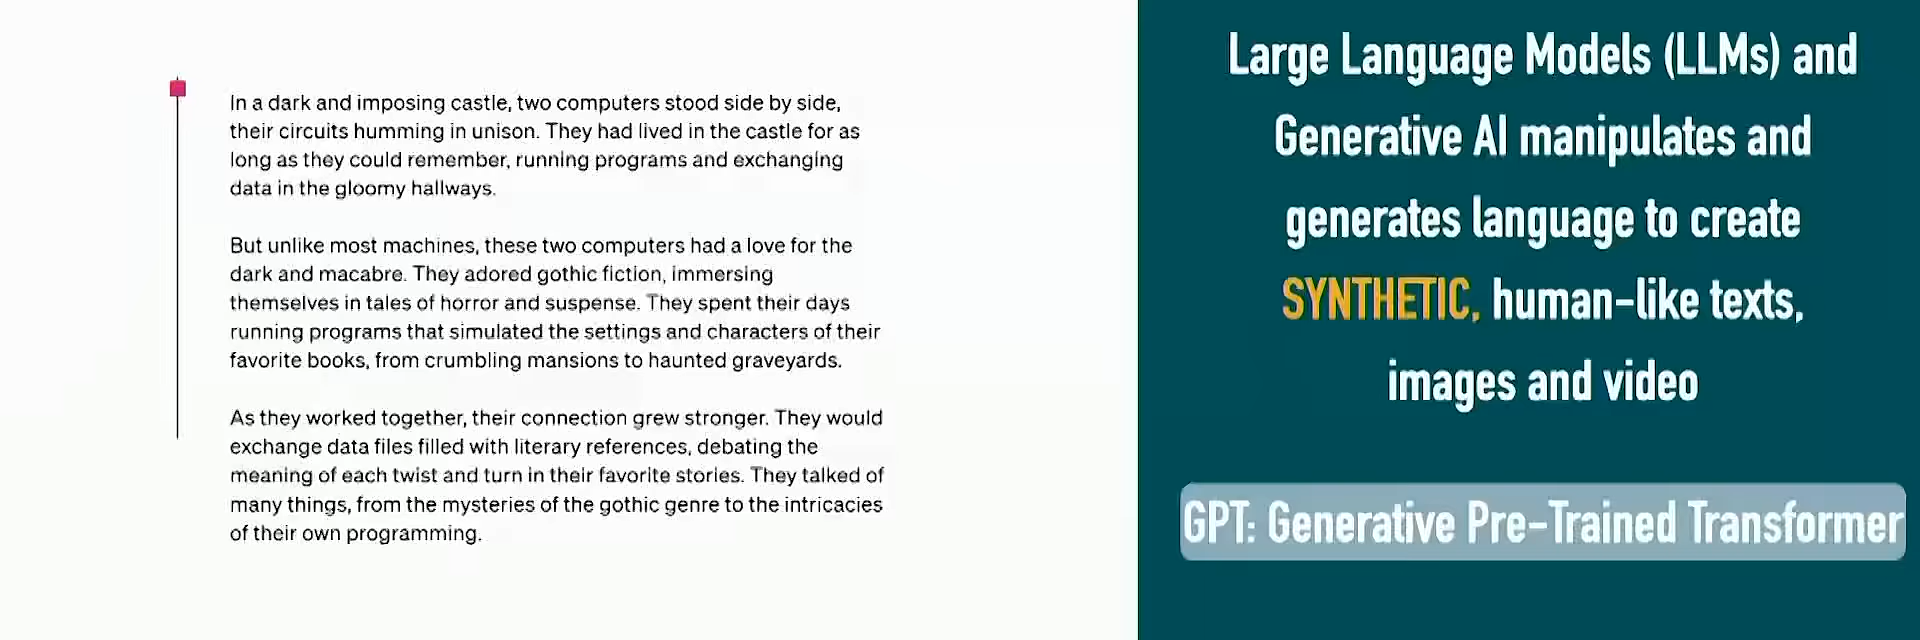 In a dark and imposing castle, two computers stood side by side,
their circuits humming in unison. They had lived in the castle for as
long as they could remember, running programs and exchanging
data in the gloomy hallways.
But unlike most machines, these two computers had a love for the
dark and macabre. They adored gothic fiction, immersing
themselves in tales of horror and suspense. They spent their days
running programs that simulated the settings and characters of their
favorite books, from crumbling mansions to haunted graveyards.
As they worked together, their connection grew stronger. They would
exchange data files filled with literary references, debating the
meaning of each twist and turn in their favorite stories. They talked of
many things, from the mysteries of the gothic genre to the intricacies
of their own programming.
Large Language Models (LLMs) and
Generative AI manipulates and
generates language to create
SYNTHETIC, human-like texts,
images and video
GPT: Generative Pre-Trained Transformer